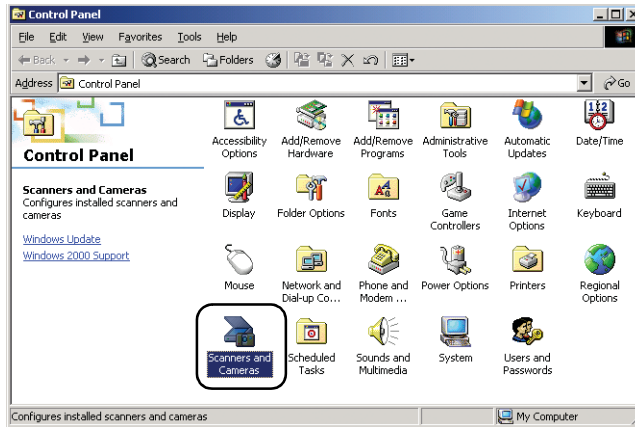 Control Panel
File Edit View Favorites Tools Help
Back Search Folders
Address Control Panel Go
Control Panel
Scanners and Cameras
Configures installed scanners and
cameras
Windows Update
Windows 2000 Support
Accessibility
Options
Add/Remove
Hardware
Add/Remove
Programs
Administrative
Tools
Automatic
Updates
Date/Time
Display
Folder Options
Fonts
Game
Controllers
Internet
Options
Keyboard
Mouse
Network and
Dial-up Co...
Phone and
Modem ...
Power Options
Printers
Regional
Options
Scanners and
Cameras
Scheduled
Tasks
Sounds and
Multimedia
System
Users and
Passwords
Configures installed scanners and cameras
My Computer